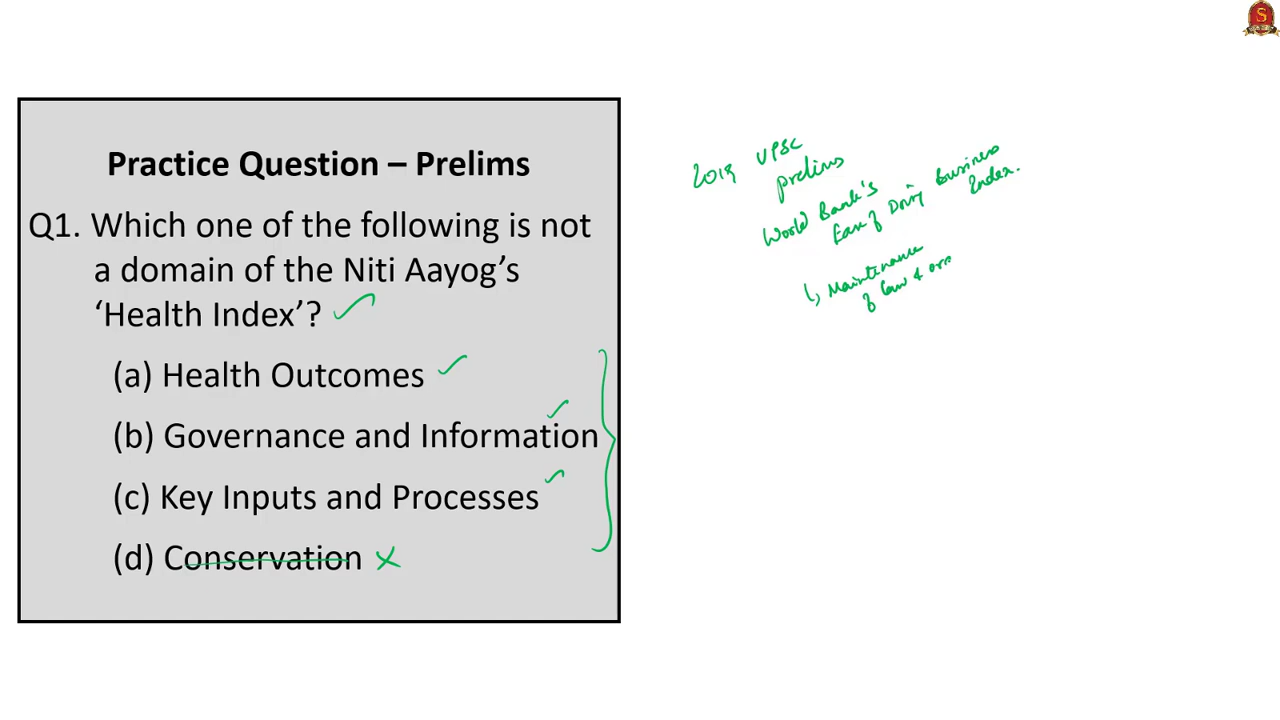 Practice Question – Prelims
Q1. Which one of the following is not
a domain of the Niti Aayog's
'Health Index'?
(a) Health Outcomes
(b) Governance and Information
(c) Key Inputs and Processes
(d) Conservation
2019 UPSC
prelims
World Bank's
Ease of Doing Business
Index.
Maintenance
of law &